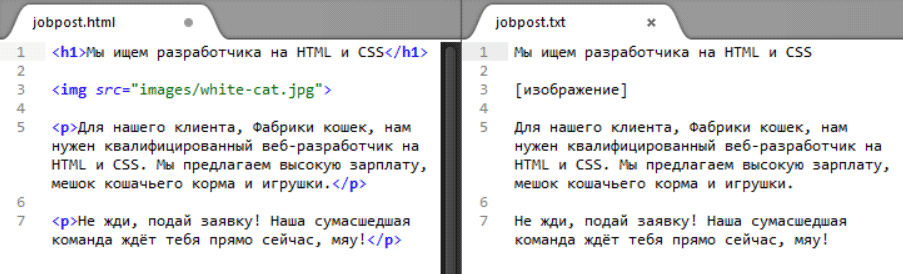 jobpost.html
1 <h1>Мы ищем разработчика на HTML и CSS</h1>
2
3 <img src="images/white-cat.jpg">
4
5 <p>Для нашего клиента, Фабрики кошек, нам
нужен квалифицированный веб-разработчик на
HTML и CSS. Мы предлагаем высокую зарплату,
мешок кошачьего корма и игрушки.</p>
6
7 <p>Не жди, подай заявку! Наша сумасшедшая
команда ждёт тебя прямо сейчас, мяу!</p>
jobpost.txt
1 Мы ищем разработчика на HTML и CSS
2
3 [изображение]
4
5 Для нашего клиента, Фабрики кошек, нам
нужен квалифицированный веб-разработчик на
HTML и CSS. Мы предлагаем высокую зарплату,
мешок кошачьего корма и игрушки.
6
7 Не жди, подай заявку! Наша сумасшедшая
команда ждёт тебя прямо сейчас, мяу!